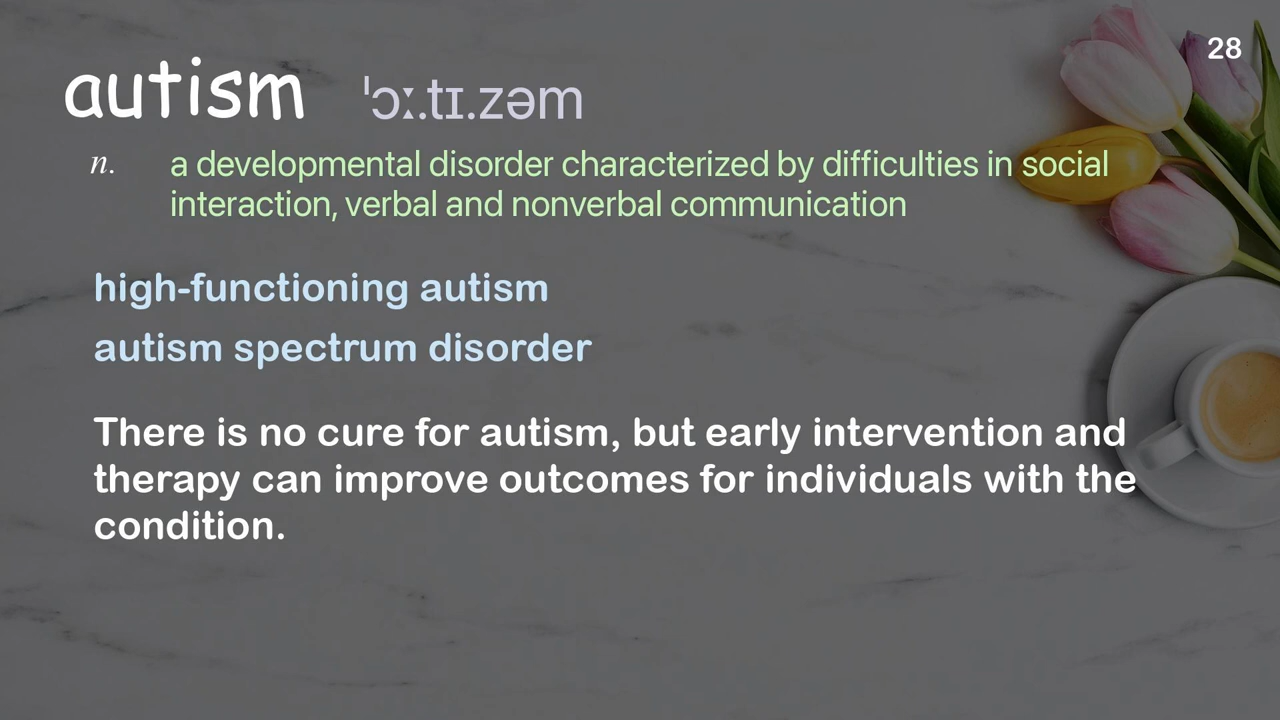 28
autism ˈɔː.tɪ.zəm
n. a developmental disorder characterized by difficulties in social
interaction, verbal and nonverbal communication
high-functioning autism
autism spectrum disorder
There is no cure for autism, but early intervention and
therapy can improve outcomes for individuals with the
condition.